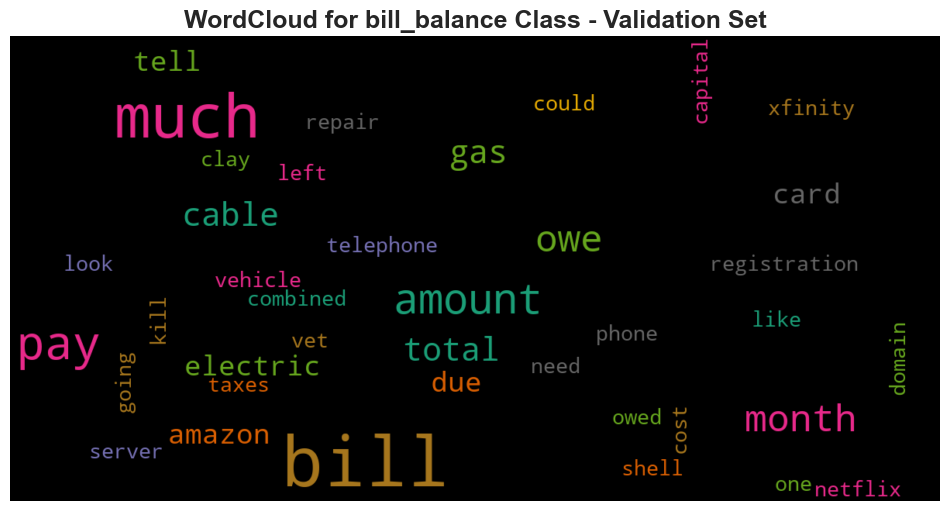 WordCloud for bill_balance Class - Validation Set
tell
capital
much
could
xfinity
repair
gas
clay
left
card
cable
owe
telephone
look
registration
vehicle
combined
amount
kill
like
pay
vet
total
phone
domain
electric
need
going
taxes
due
month
owed
cost
amazon
server
bill
shell
one
netflix